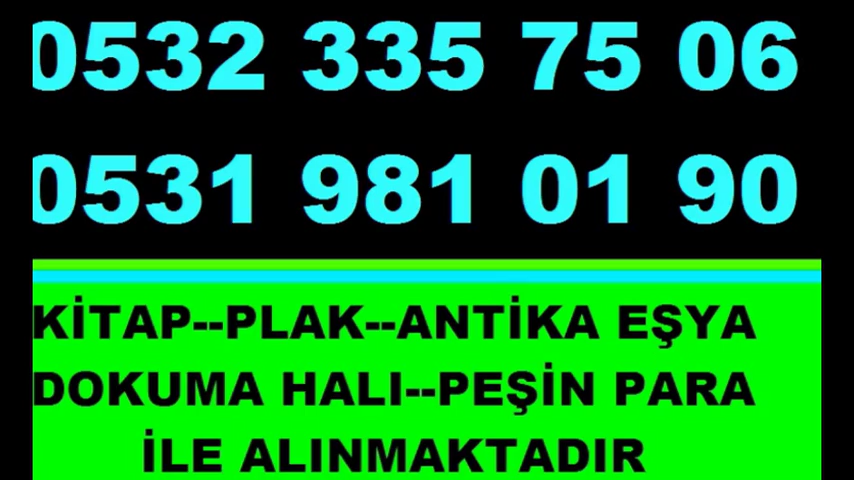 0532 335 75 06
0531 981 01 90
KİTAP--PLAK--ANTİKA EŞYA
DOKUMA HALI--PEŞİN PARA
İLE ALINMAKTADIR